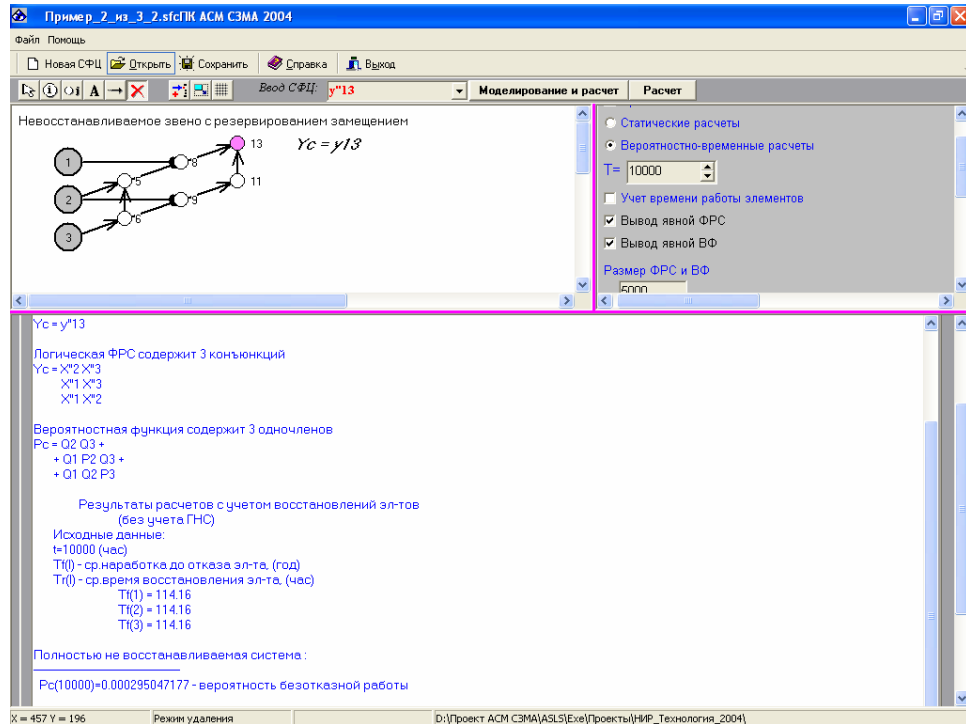 Пример_2_из_3_2.sfcПК АСМ СЗМА 2004
Файл Помощь
Новая СФЦ Открыть Сохранить Справка Выход
A Ввод СФЦ: y"13 Моделирование и расчет Расчет
Невосстанавливаемое звено с резервированием замещением
Yc = y13
1
2
3
5
6
8
9
11
13
Статические расчеты
Вероятностно-временные расчеты
T= 10000
Учет времени работы элементов
Вывод явной ФРС
Вывод явной ВФ
Размер ФРС и ВФ
5000
Yc = y"13
Логическая ФРС содержит 3 конъюнкций
Yc = X"2 X"3
X"1 X"3
X"1 X"2
Вероятностная функция содержит 3 одночленов
Pc = Q2 Q3 +
+ Q1 P2 Q3 +
+ Q1 Q2 P3
Результаты расчетов с учетом восстановлений эл-тов
(без учета ГНС)
Исходные данные:
t=10000 (час)
Tf(I) - ср.наработка до отказа эл-та, (год)
Tr(I) - ср.время восстановления эл-та, (час)
Tf(1) = 114.16
Tf(2) = 114.16
Tf(3) = 114.16
Полностью не восстанавливаемая система :
Pc(10000)=0.000295047177 - вероятность безотказной работы
X = 457 Y = 196 Режим удаления D:\Проект АСМ СЗМА\ASLS\Exe\Проекты\НИР_Технология_2004\